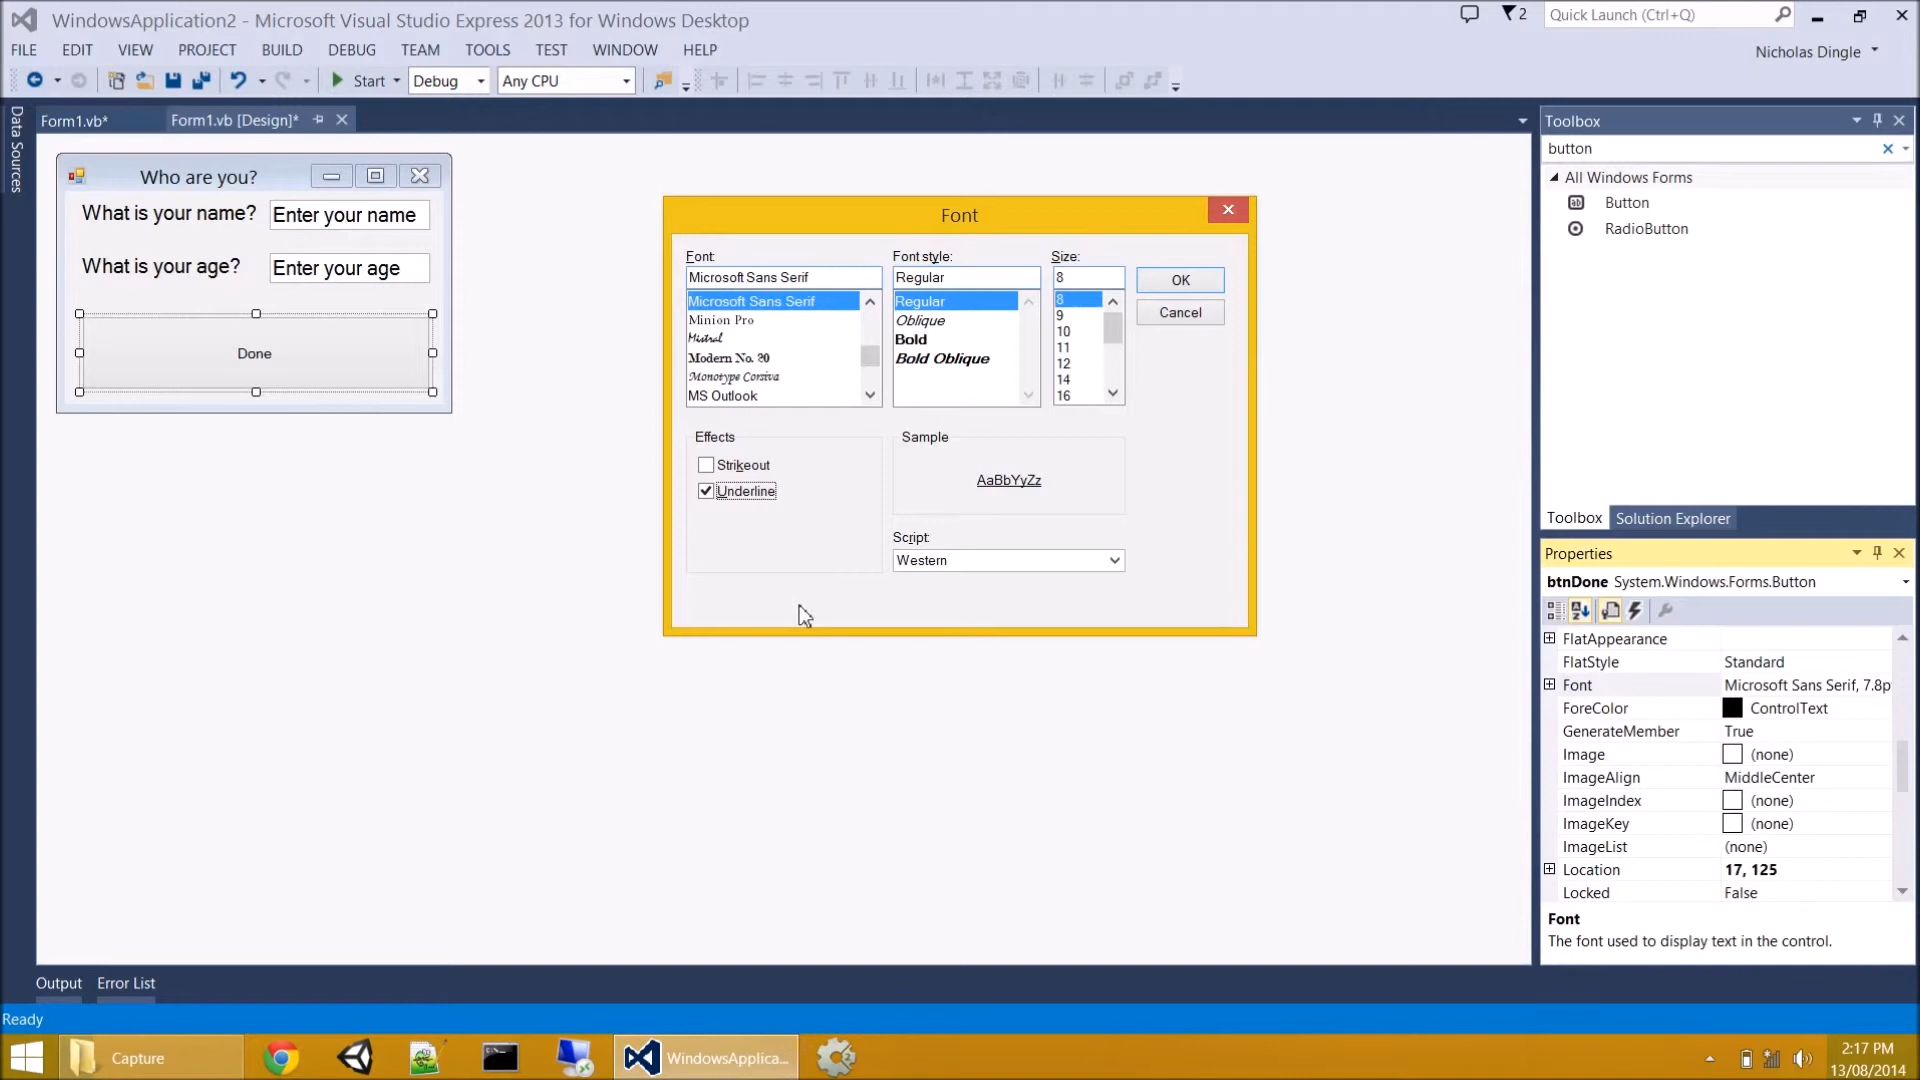 WindowsApplication2 - Microsoft Visual Studio Express 2013 for Windows Desktop
2
Quick Launch (Ctrl+Q)
FILE EDIT VIEW PROJECT BUILD DEBUG TEAM TOOLS TEST WINDOW HELP
Nicholas Dingle
Start Debug Any CPU
Data Sources
Form1.vb* Form1.vb [Design]*
Who are you?
What is your name? Enter your name
What is your age? Enter your age
Done
Font
Font: Font style: Size:
Microsoft Sans Serif Regular 8
Microsoft Sans Serif Regular 8
Minion Pro Oblique 9
Mistral Bold 10
Modern No. 20 Bold Oblique 11
Monotype Corsiva 12
MS Outlook 14
16
OK
Cancel
Effects
Strikeout
Underline
Sample
AaBbYyZz
Script:
Western
Toolbox
button
All Windows Forms
Button
RadioButton
Toolbox Solution Explorer
Properties
btnDone System.Windows.Forms.Button
FlatAppearance
FlatStyle Standard
Font Microsoft Sans Serif, 7.8p
ForeColor ControlText
GenerateMember True
Image (none)
ImageAlign MiddleCenter
ImageIndex (none)
ImageKey (none)
ImageList (none)
Location 17, 125
Locked False
Font
The font used to display text in the control.
Output Error List
Ready
Capture
WindowsApplica...
2:17 PM
13/08/2014